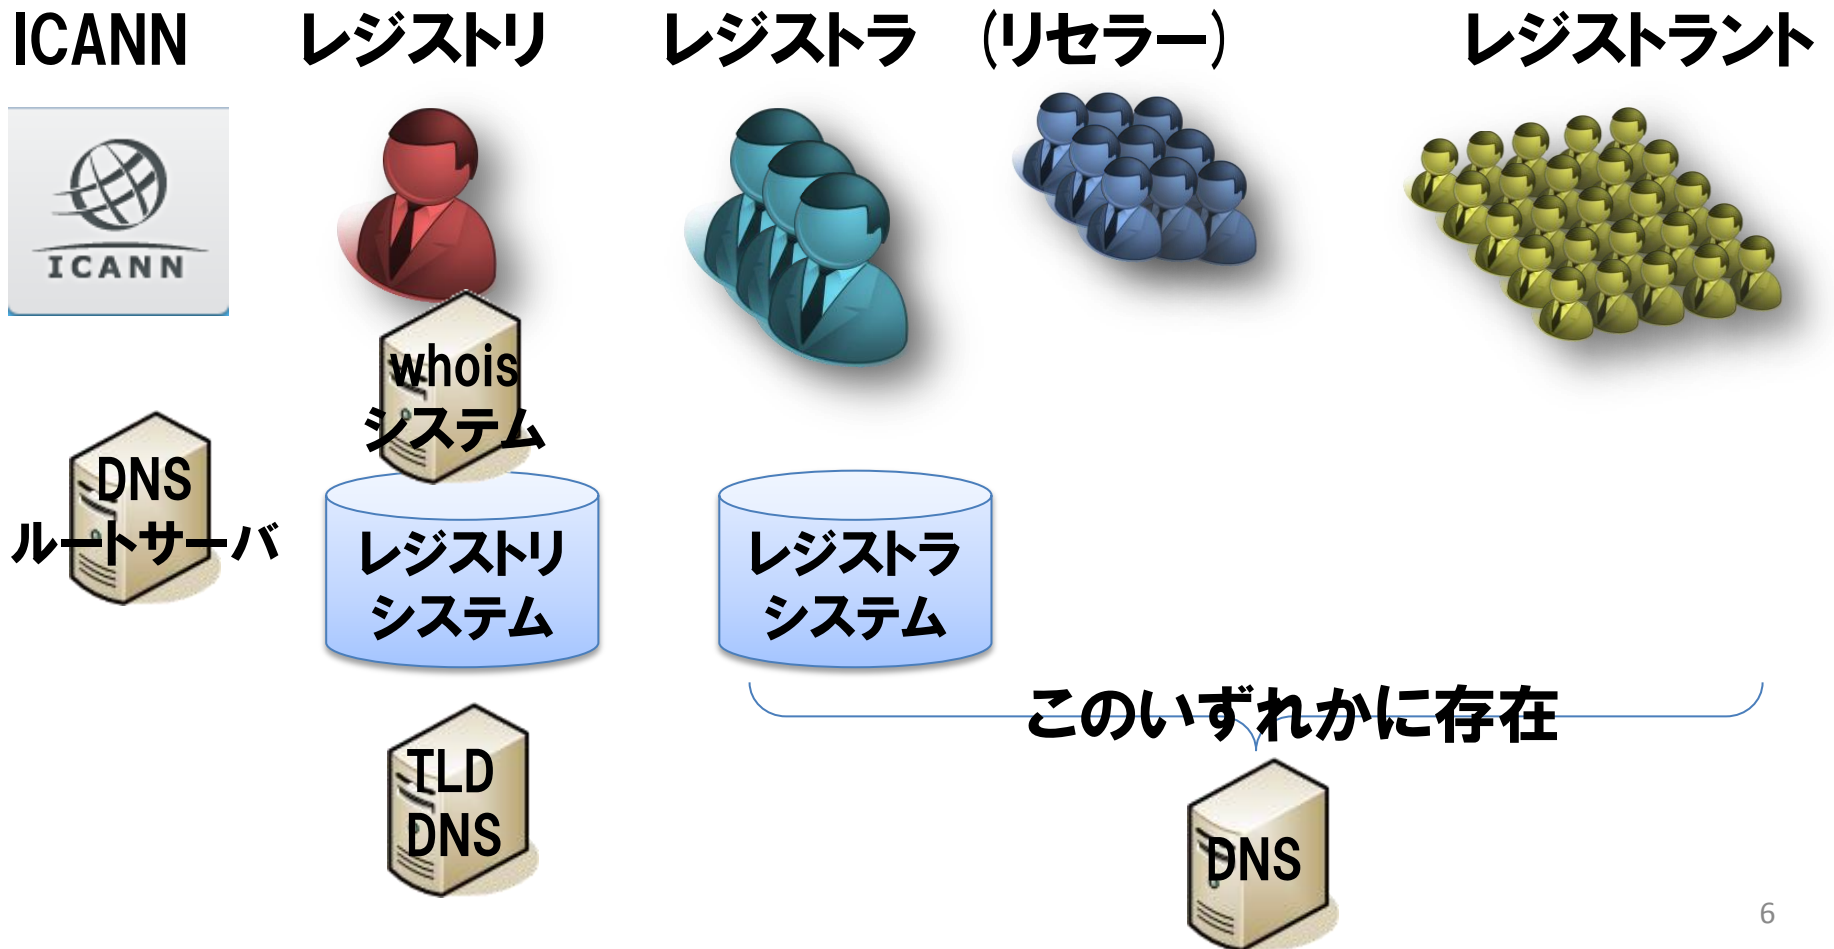 ICANN
レジストリ
レジストラ
(リセラー)
レジストラント
ICANN
whois
システム
DNS
ルートサーバ
レジストリ
システム
レジストラ
システム
このいずれかに存在
TLD
DNS
DNS
6